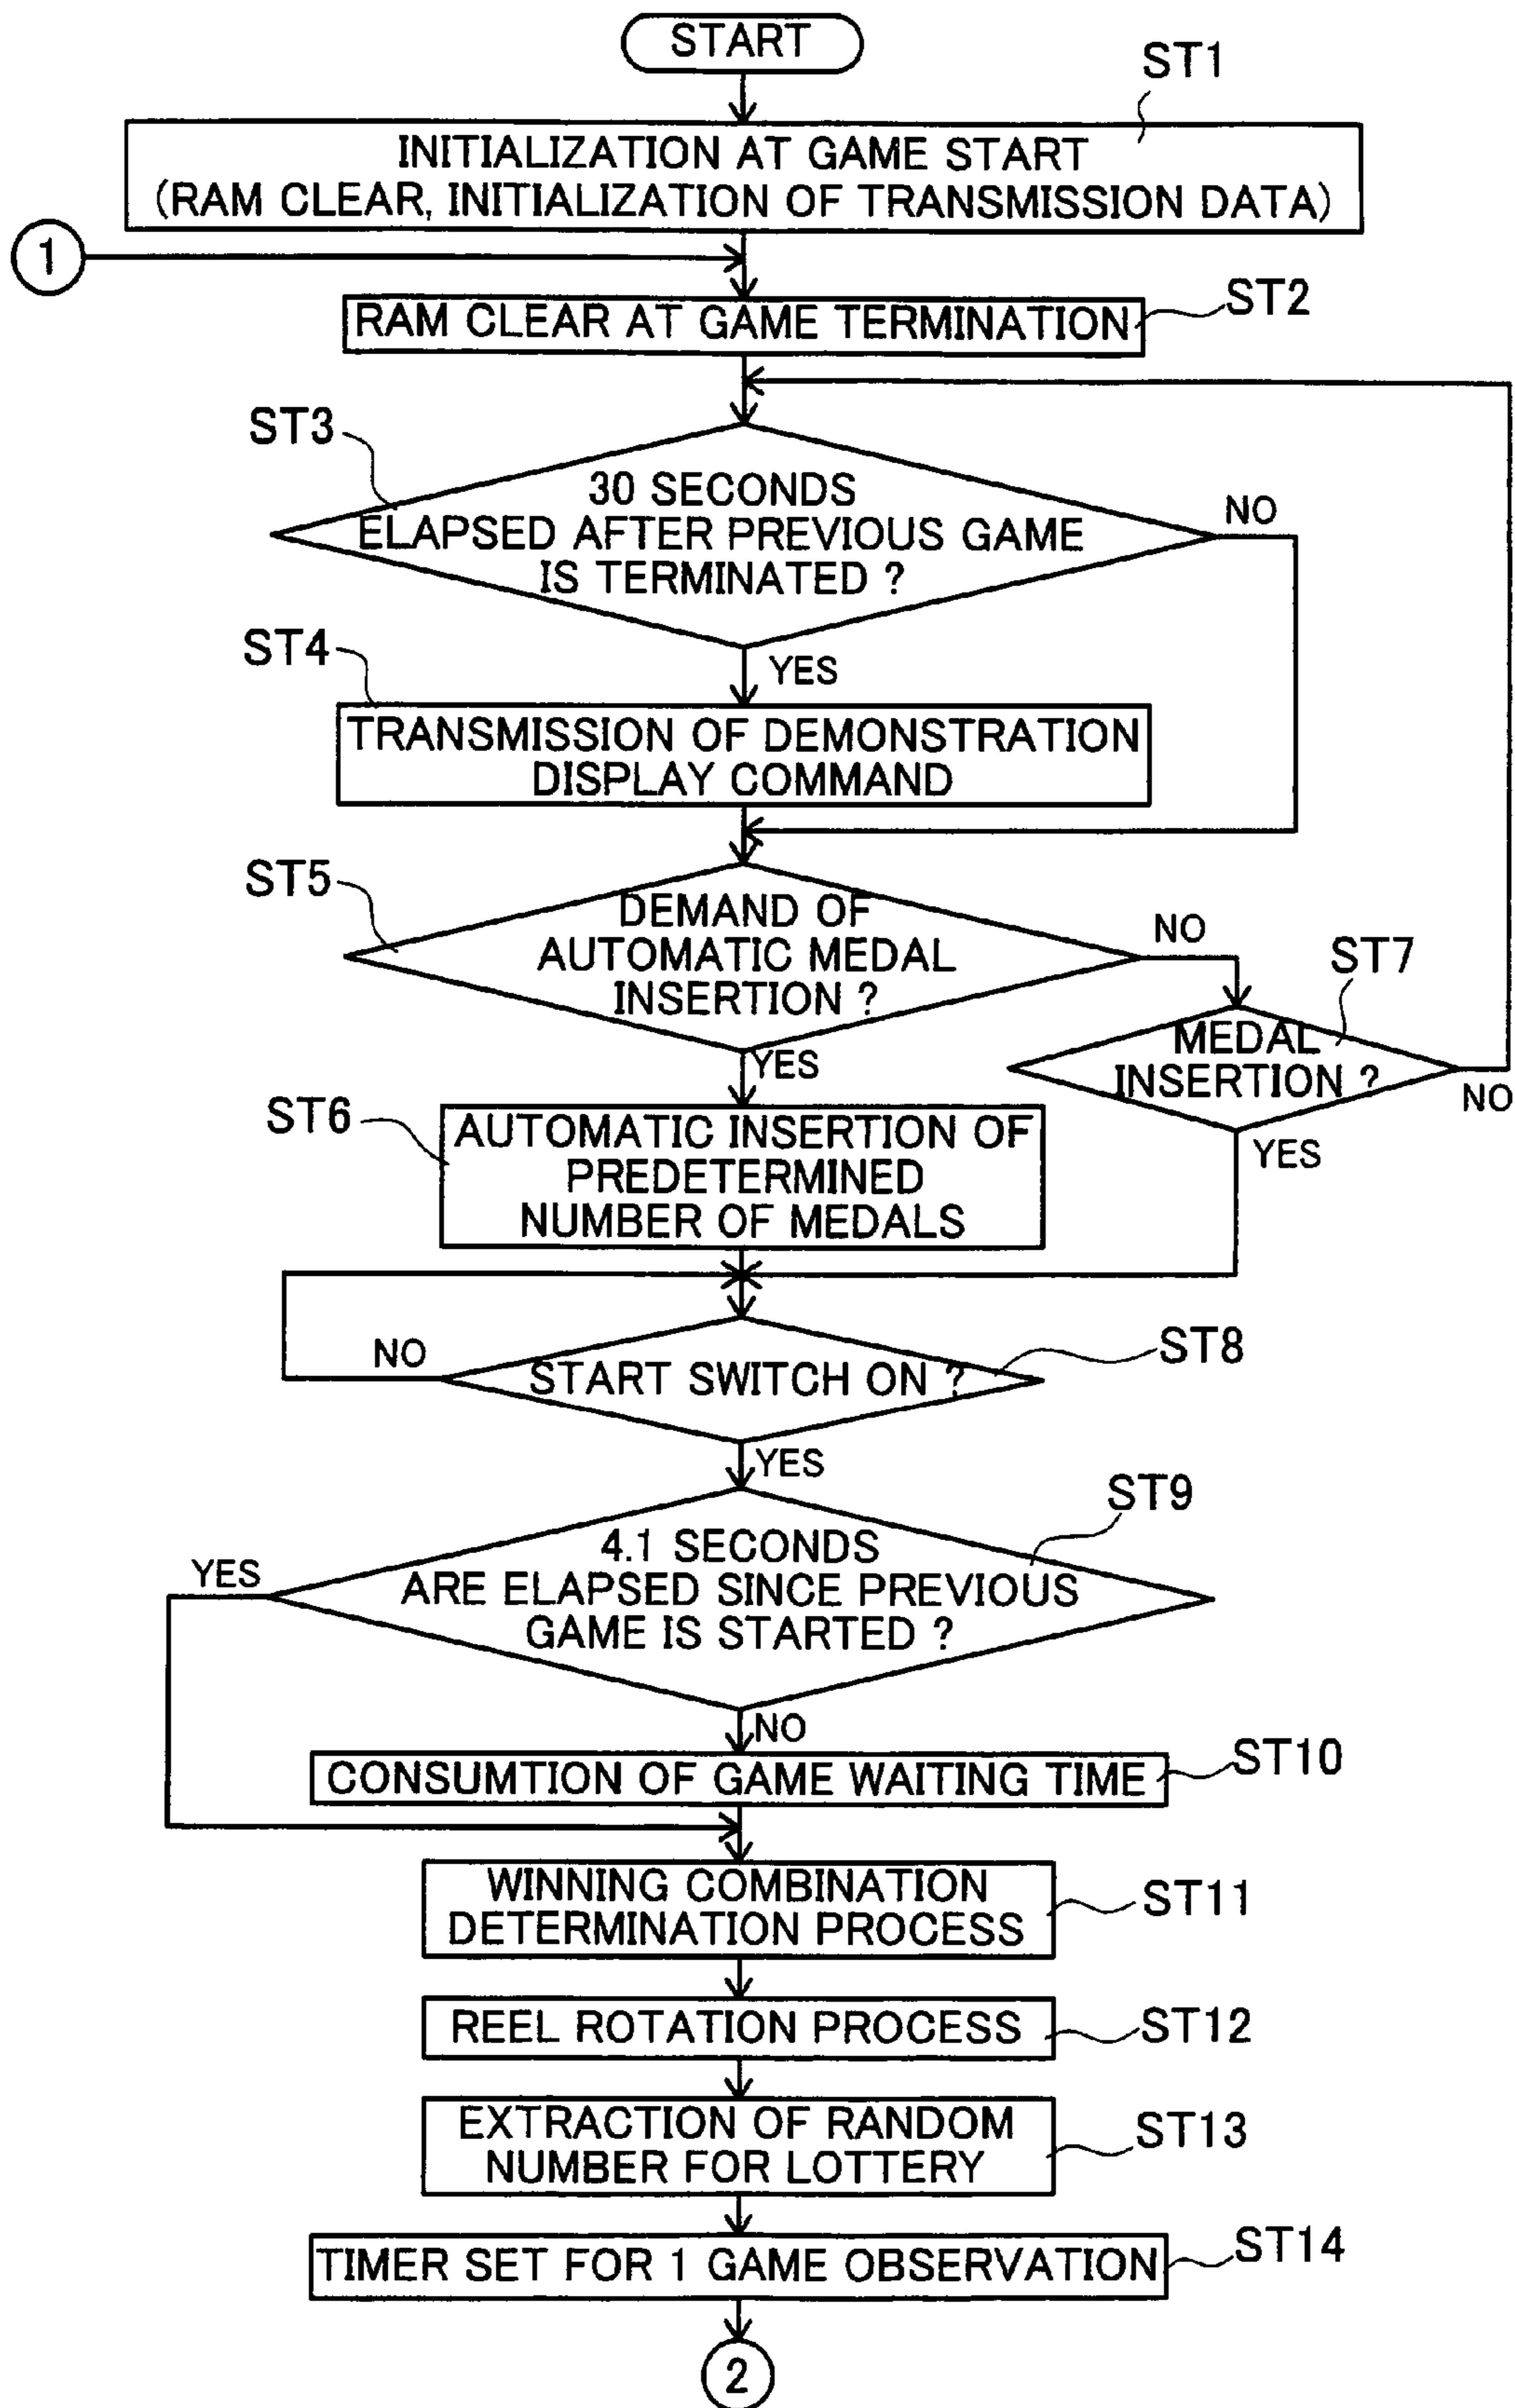 START
ST1
INITIALIZATION AT GAME START
(RAM CLEAR, INITIALIZATION OF TRANSMISSION DATA)
1
ST2
RAM CLEAR AT GAME TERMINATION
ST3
30 SECONDS
ELAPSED AFTER PREVIOUS GAME
IS TERMINATED ?
NO
YES
ST4
TRANSMISSION OF DEMONSTRATION
DISPLAY COMMAND
ST5
DEMAND OF
AUTOMATIC MEDAL
INSERTION ?
NO
YES
ST7
MEDAL
INSERTION ?
NO
YES
ST6
AUTOMATIC INSERTION OF
PREDETERMINED
NUMBER OF MEDALS
ST8
START SWITCH ON ?
NO
YES
ST9
4.1 SECONDS
ARE ELAPSED SINCE PREVIOUS
GAME IS STARTED ?
YES
NO
ST10
CONSUMTION OF GAME WAITING TIME
WINNING COMBINATION
DETERMINATION PROCESS
ST11
REEL ROTATION PROCESS
ST12
EXTRACTION OF RANDOM
NUMBER FOR LOTTERY
ST13
TIMER SET FOR 1 GAME OBSERVATION
ST14
2